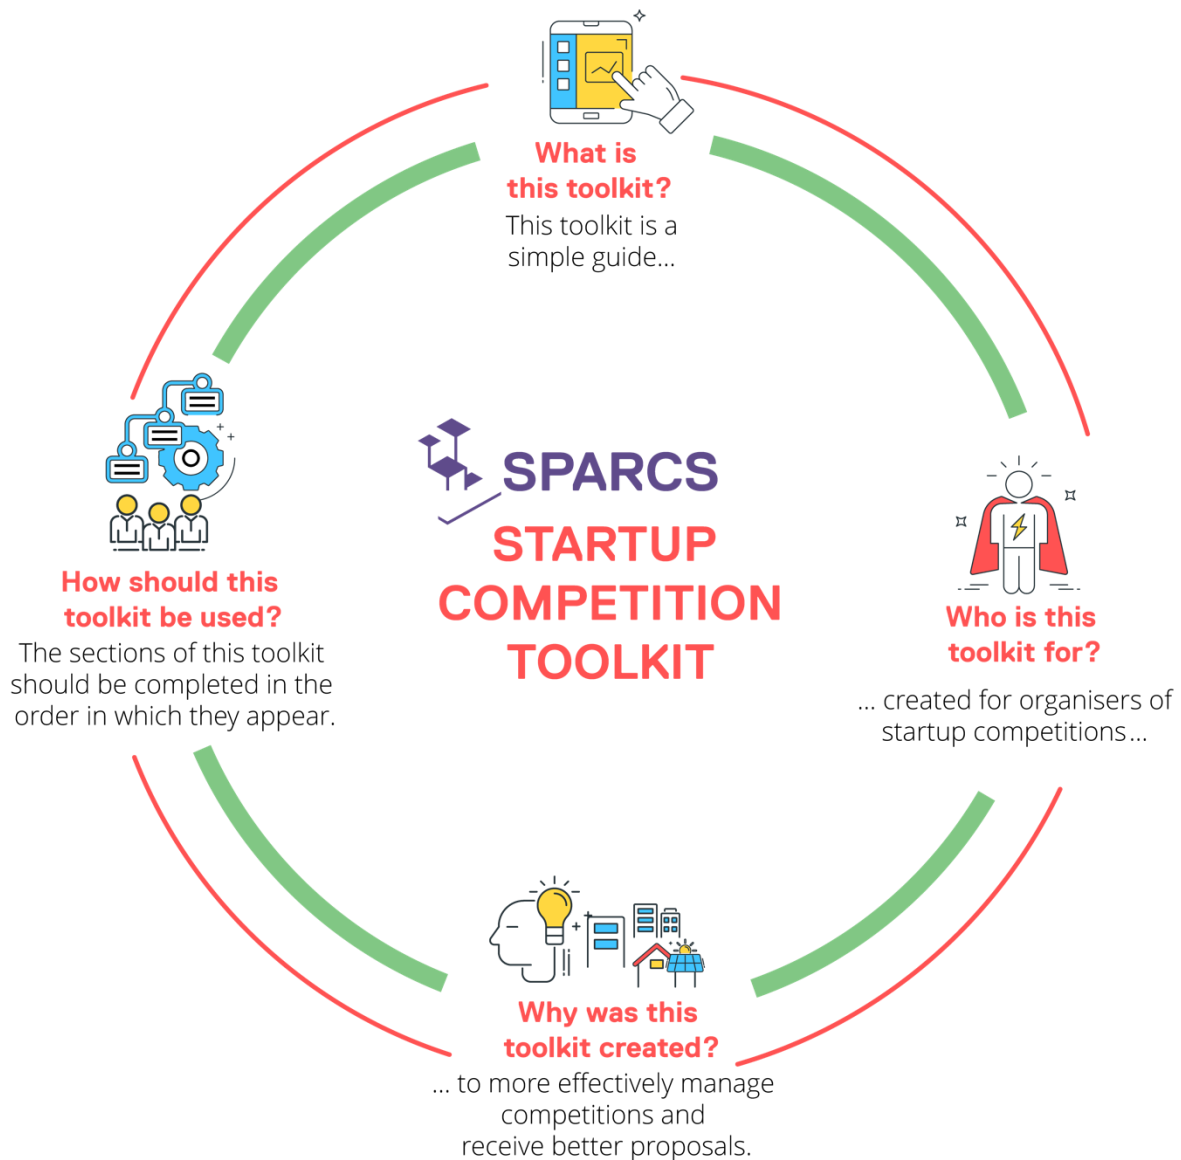 What is
this toolkit?
This toolkit is a
simple guide...
SPARCS
STARTUP
COMPETITION
TOOLKIT
Who is this
toolkit for?
... created for organisers of
startup competitions...
Why was this
toolkit created?
... to more effectively manage
competitions and
receive better proposals.
How should this
toolkit be used?
The sections of this toolkit
should be completed in the
order in which they appear.